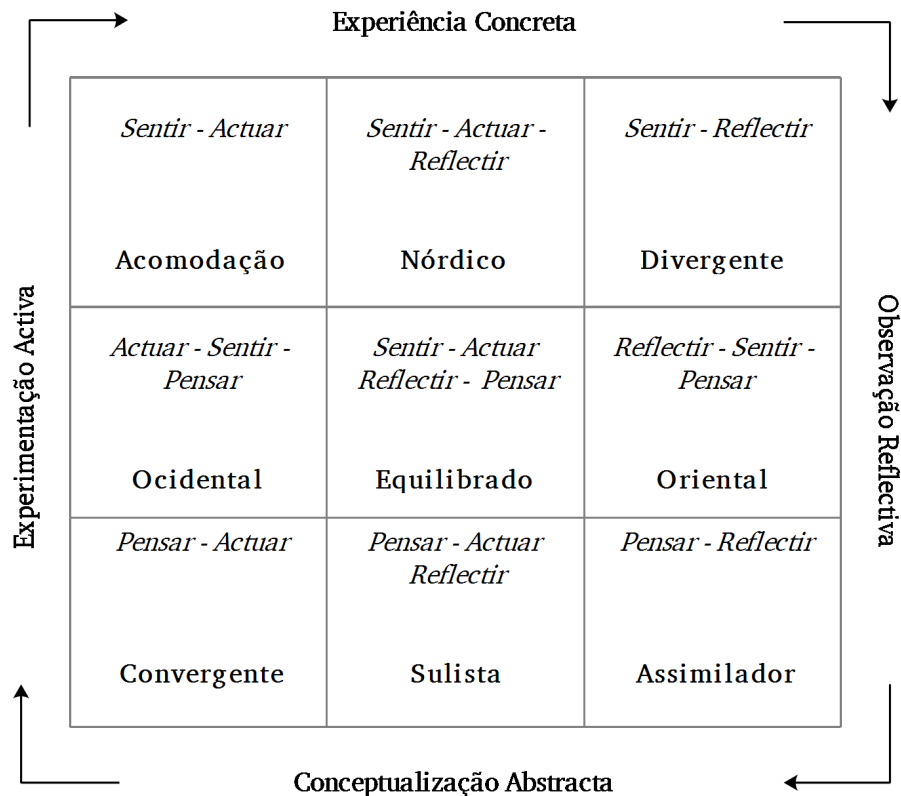 Experiência Concreta
Sentir - Actuar
Sentir - Actuar -
Reflectir
Sentir - Reflectir
Acomodação
Nórdico
Divergente
Experimentação Activa
Observação Reflectiva
Actuar - Sentir -
Pensar
Sentir - Actuar
Reflectir - Pensar
Reflectir - Sentir -
Pensar
Ocidental
Equilibrado
Oriental
Pensar - Actuar
Pensar - Actuar
Reflectir
Pensar - Reflectir
Convergente
Sulista
Assimilador
Conceptualização Abstracta